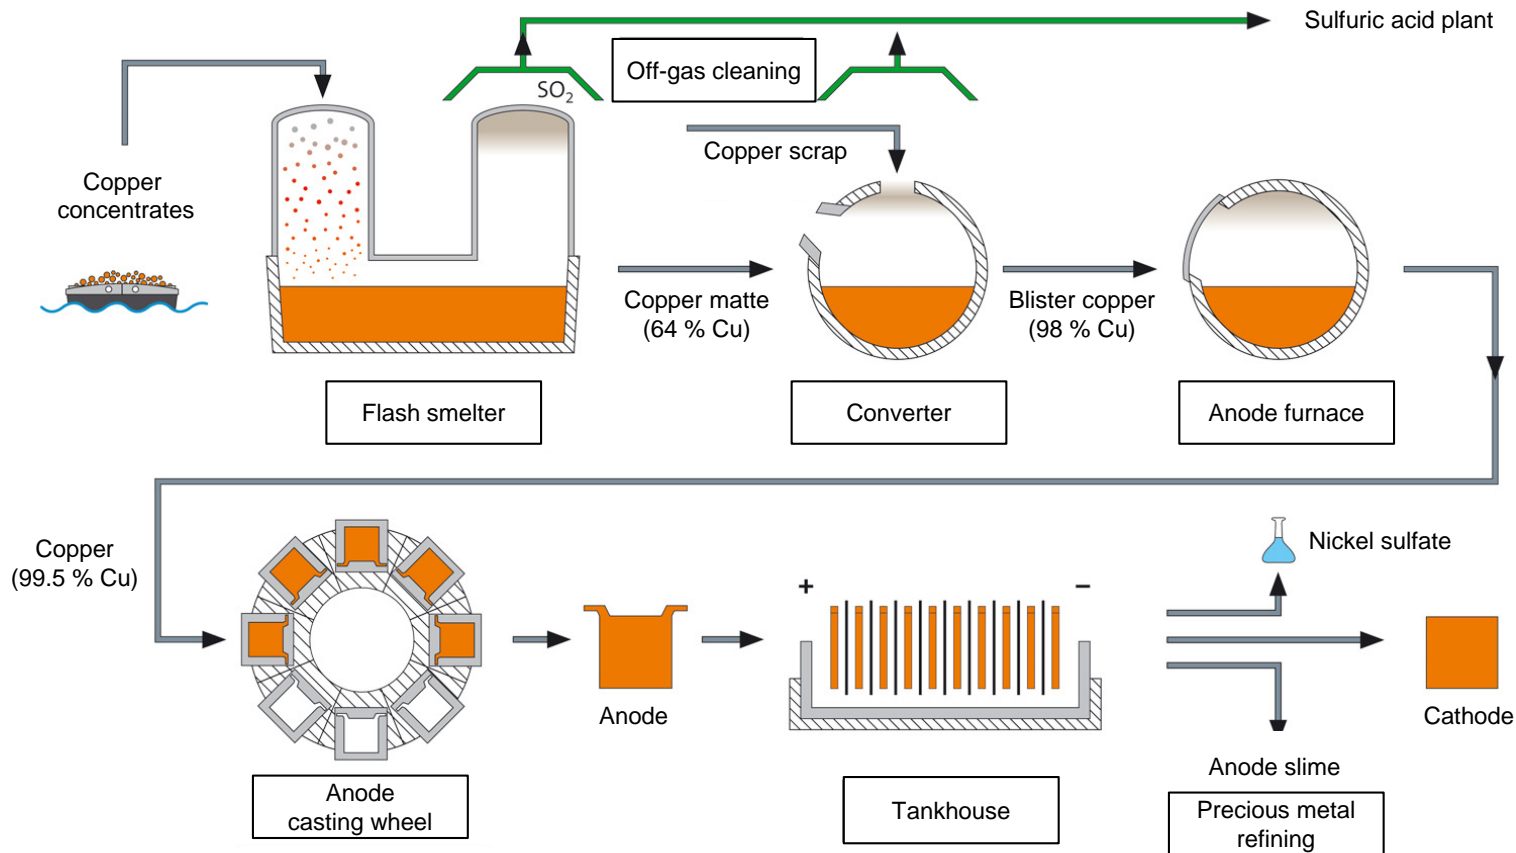 Sulfuric acid plant
Off-gas cleaning
SO₂
Copper scrap
Copper
concentrates
Copper matte
(64 % Cu)
Blister copper
(98 % Cu)
Flash smelter
Converter
Anode furnace
Copper
(99.5 % Cu)
Nickel sulfate
+
−
Anode
Cathode
Anode slime
Anode
casting wheel
Tankhouse
Precious metal
refining